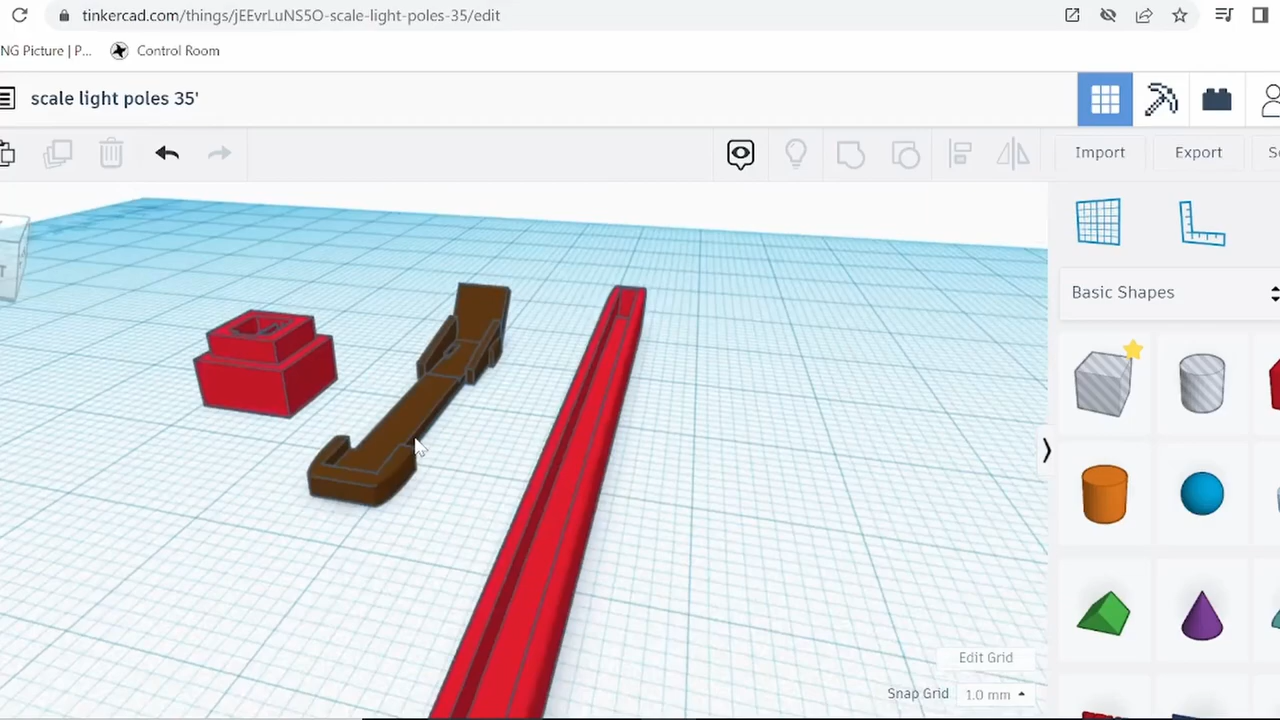 tinkercad.com/things/jEEvrLuNS5O-scale-light-poles-35/edit
NG Picture | P... Control Room
scale light poles 35'
Import Export
Basic Shapes
Edit Grid
Snap Grid 1.0 mm